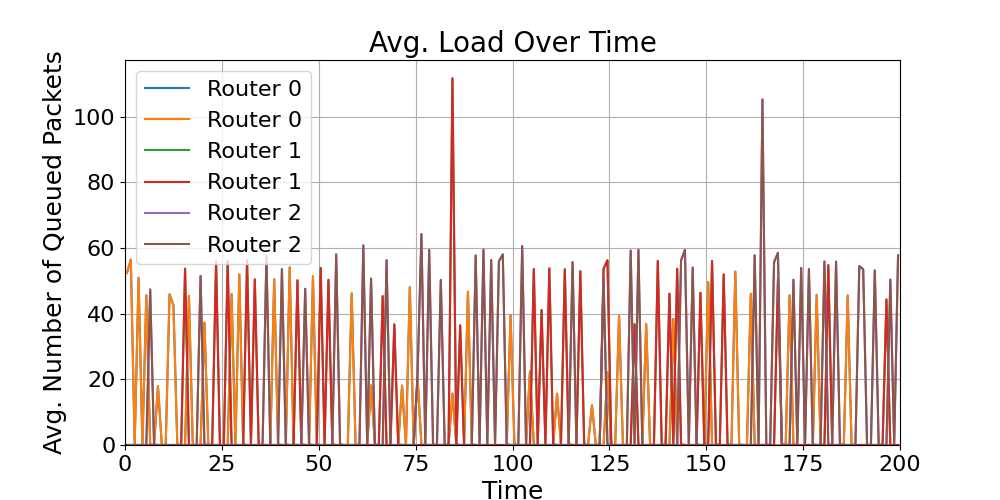 Avg. Load Over Time
Avg. Number of Queued Packets
100
80
60
40
20
0
Router 0
Router 0
Router 1
Router 1
Router 2
Router 2
0 25 50 75 100 125 150 175 200
Time